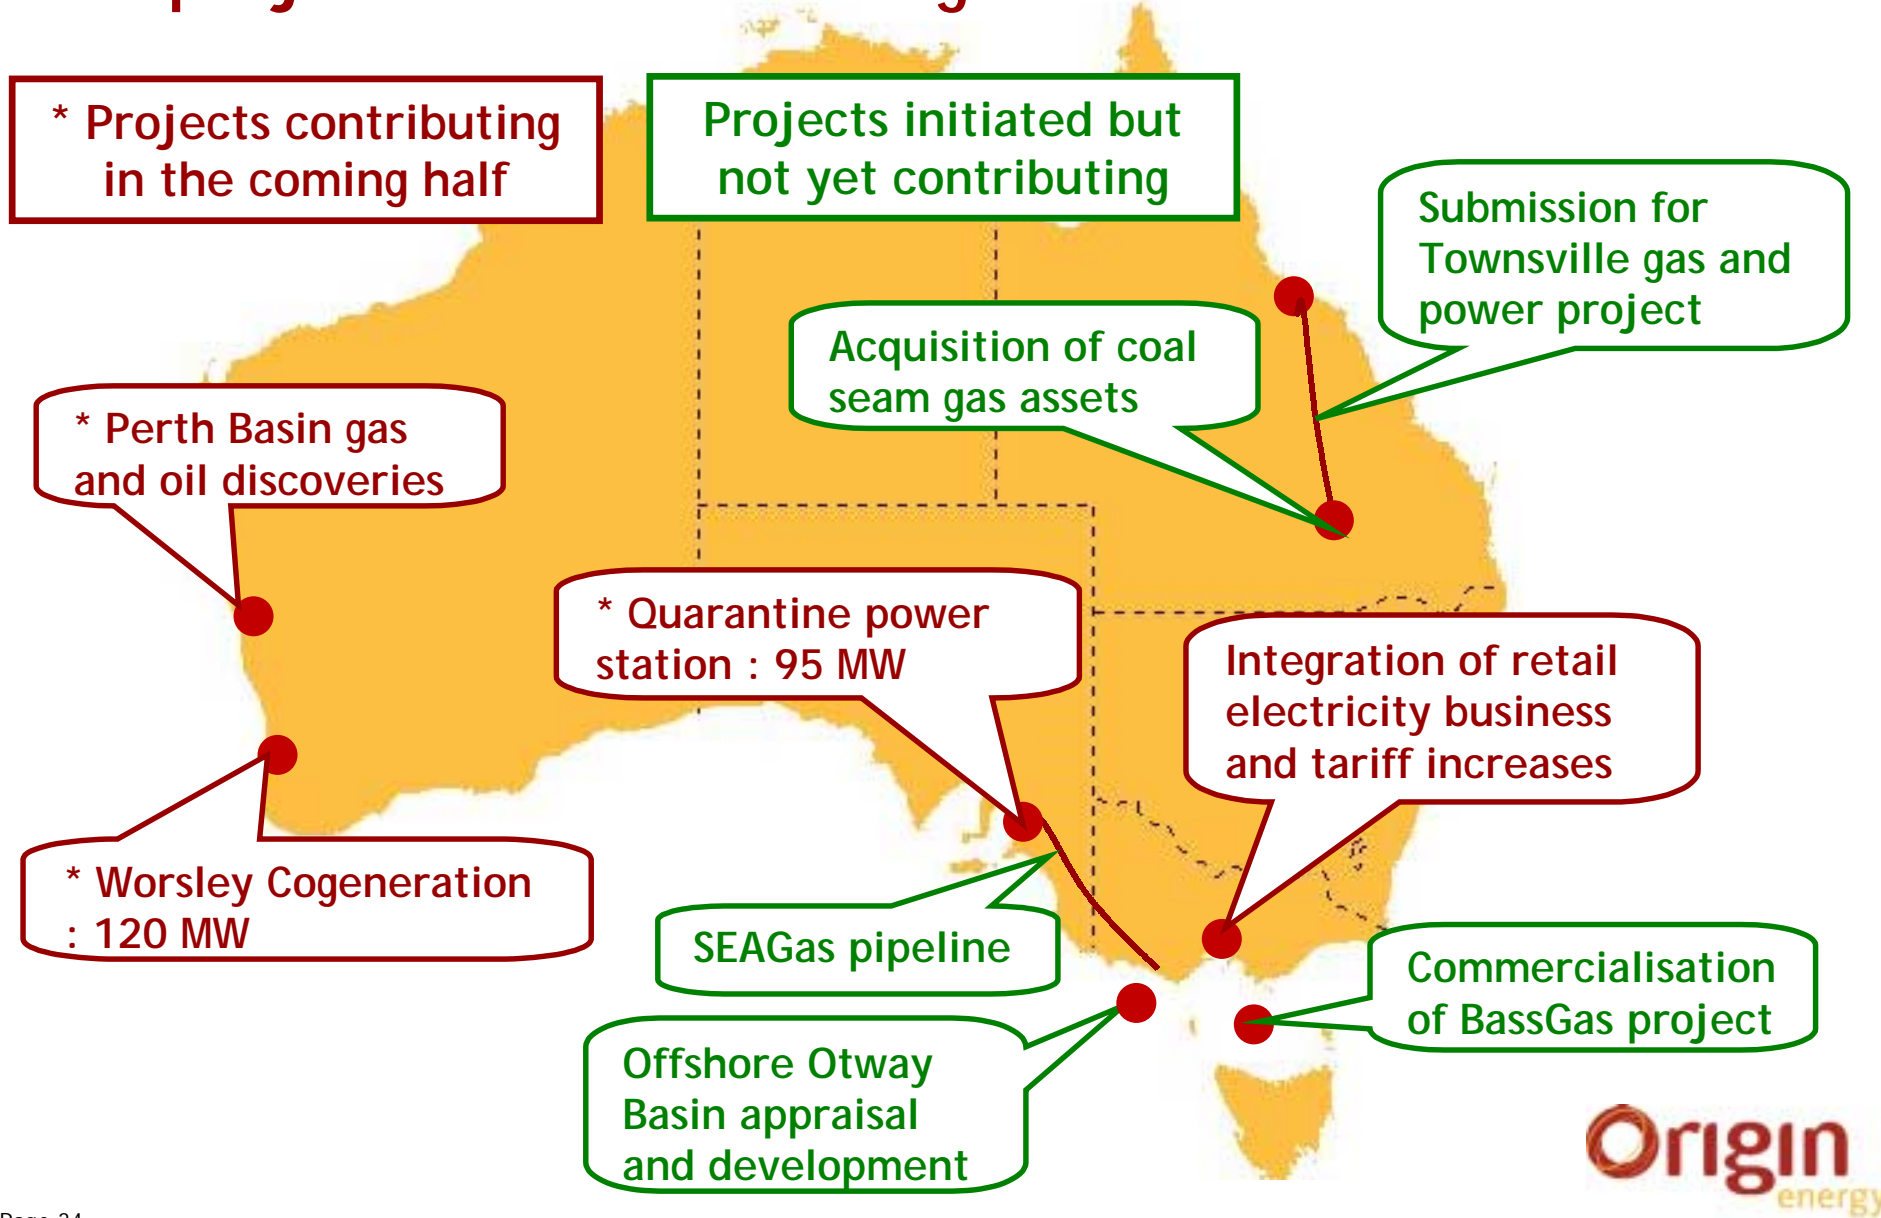 * Projects contributing
in the coming half
Projects initiated but
not yet contributing
Submission for
Townsville gas and
power project
Acquisition of coal
seam gas assets
* Perth Basin gas
and oil discoveries
* Quarantine power
station : 95 MW
Integration of retail
electricity business
and tariff increases
* Worsley Cogeneration
: 120 MW
SEAGas pipeline
Commercialisation
of BassGas project
Offshore Otway
Basin appraisal
and development
Origin
energy